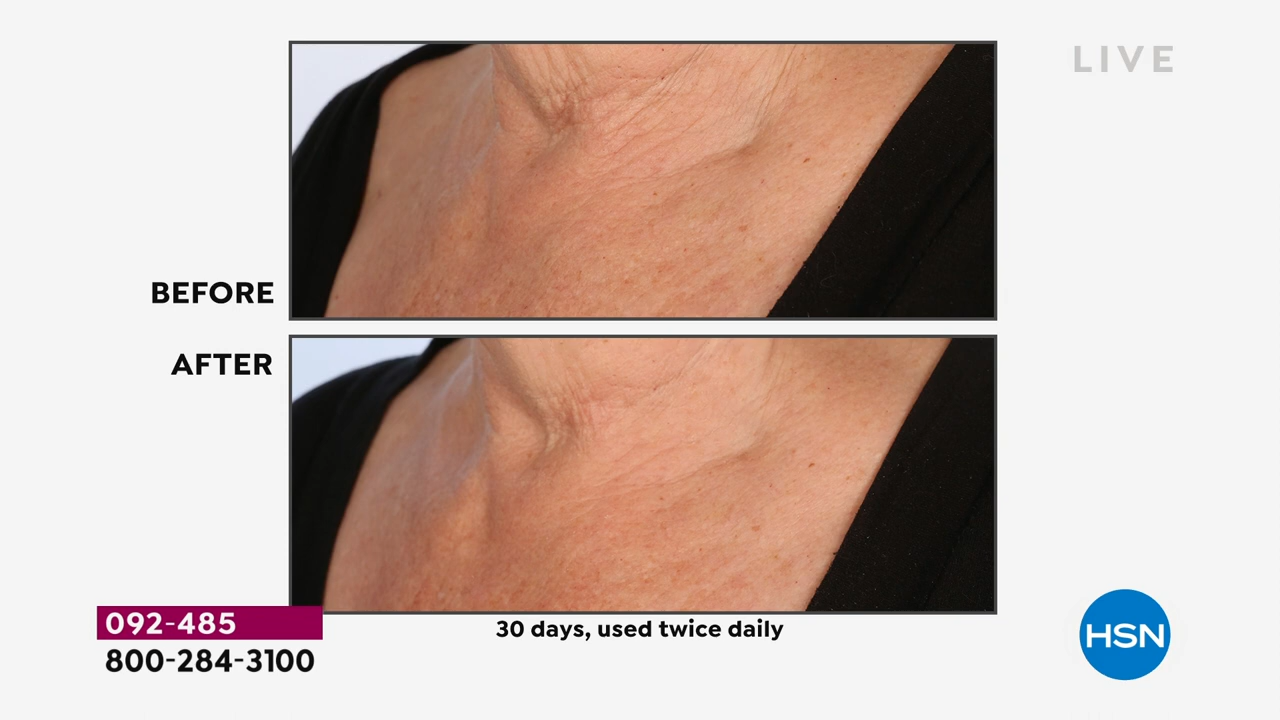 LIVE
BEFORE
AFTER
092-485
30 days, used twice daily
800-284-3100
HSN